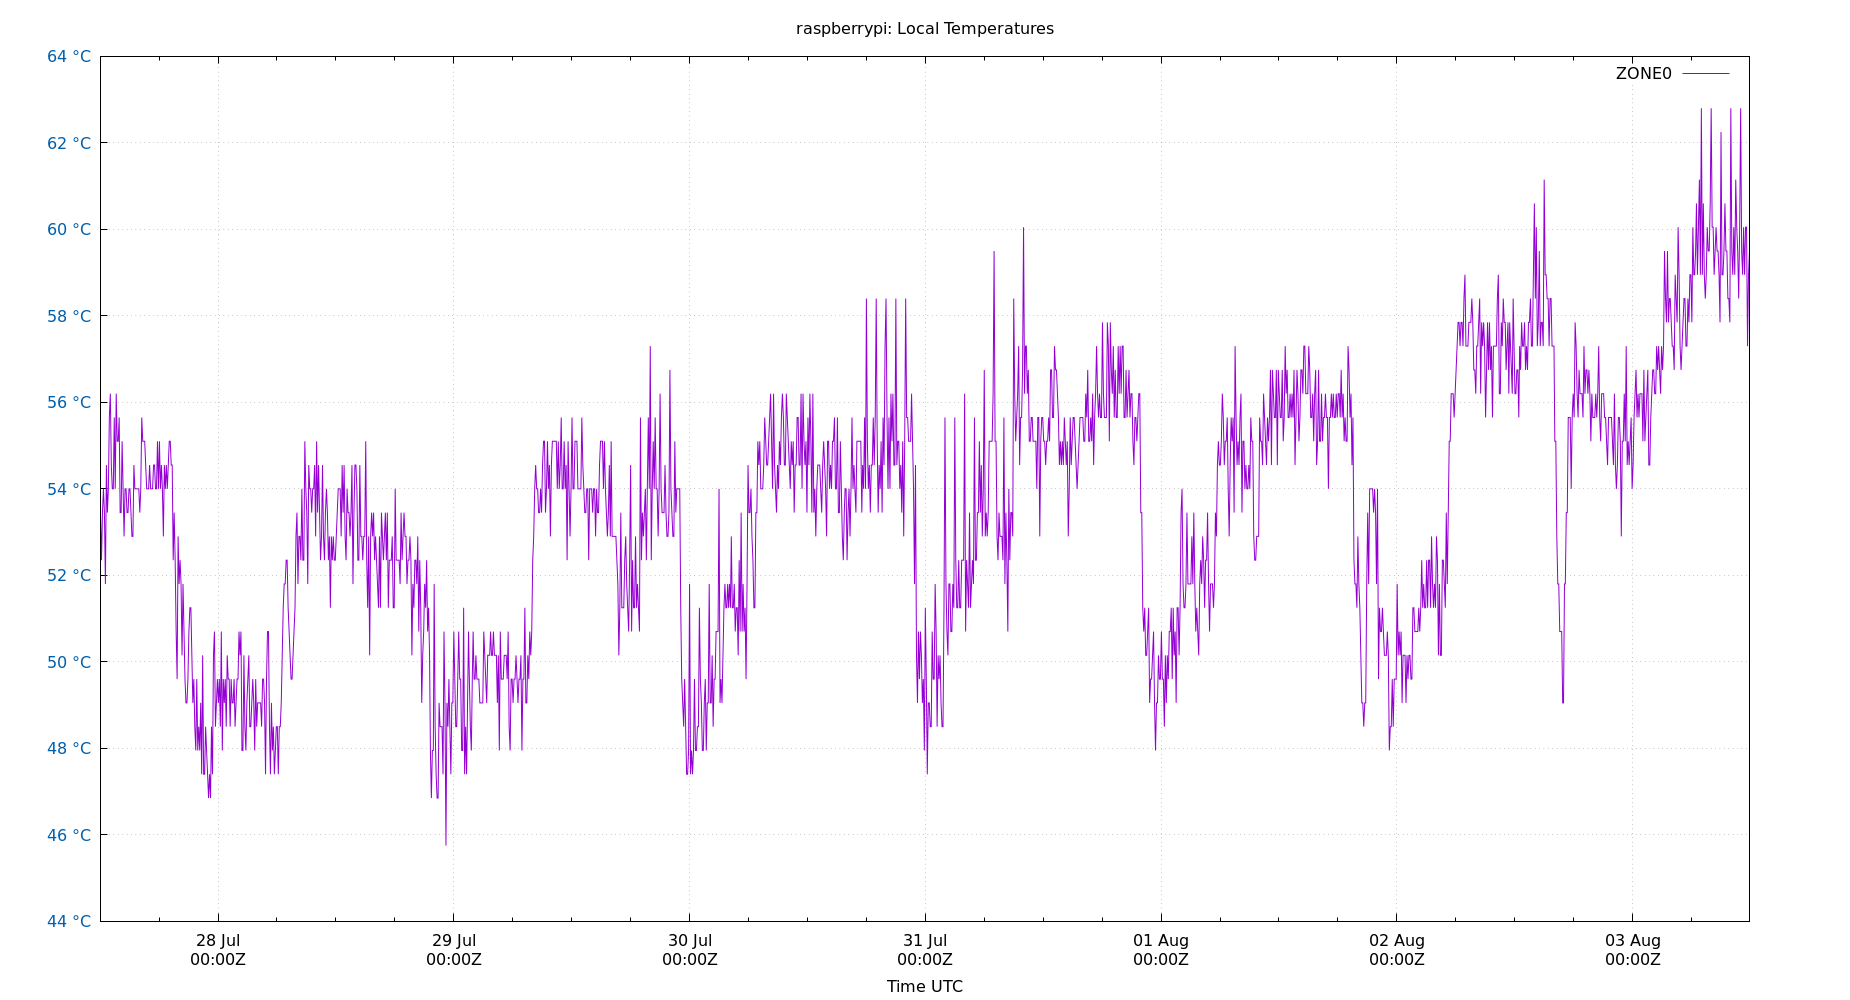 raspberrypi: Local Temperatures
ZONE0
64 °C
62 °C
60 °C
58 °C
56 °C
54 °C
52 °C
50 °C
48 °C
46 °C
44 °C
28 Jul 29 Jul 30 Jul 31 Jul 01 Aug 02 Aug 03 Aug
00:00Z 00:00Z 00:00Z 00:00Z 00:00Z 00:00Z 00:00Z
Time UTC